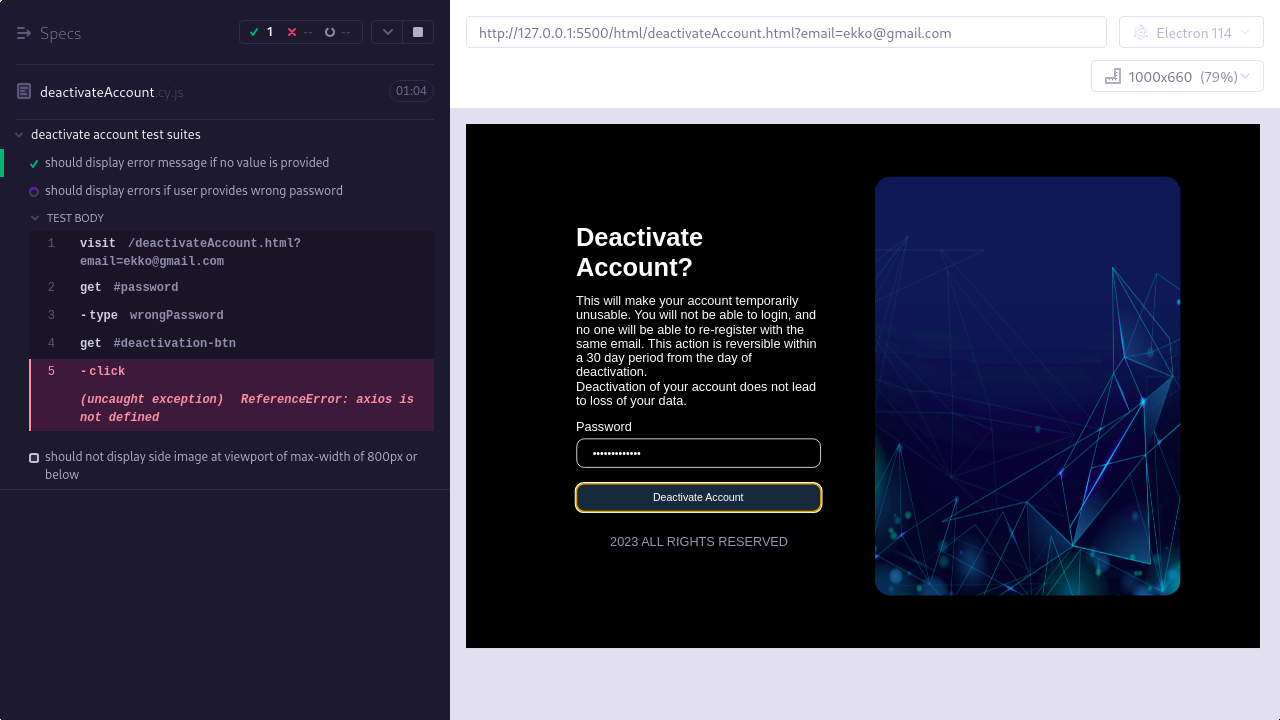 Specs
1
--
--
deactivateAccount.cy.js
01:04
deactivate account test suites
should display error message if no value is provided
should display errors if user provides wrong password
TEST BODY
1 visit /deactivateAccount.html?
email=ekko@gmail.com
2 get #password
3 -type wrongPassword
4 get #deactivation-btn
5 -click
(uncaught exception) ReferenceError: axios is
not defined
should not display side image at viewport of max-width of 800px or
below
http://127.0.0.1:5500/html/deactivateAccount.html?email=ekko@gmail.com
Electron 114
1000x660 (79%)
Deactivate
Account?
This will make your account temporarily
unusable. You will not be able to login, and
no one will be able to re-register with the
same email. This action is reversible within
a 30 day period from the day of
deactivation.
Deactivation of your account does not lead
to loss of your data.
Password
•••••••••••••
Deactivate Account
2023 ALL RIGHTS RESERVED